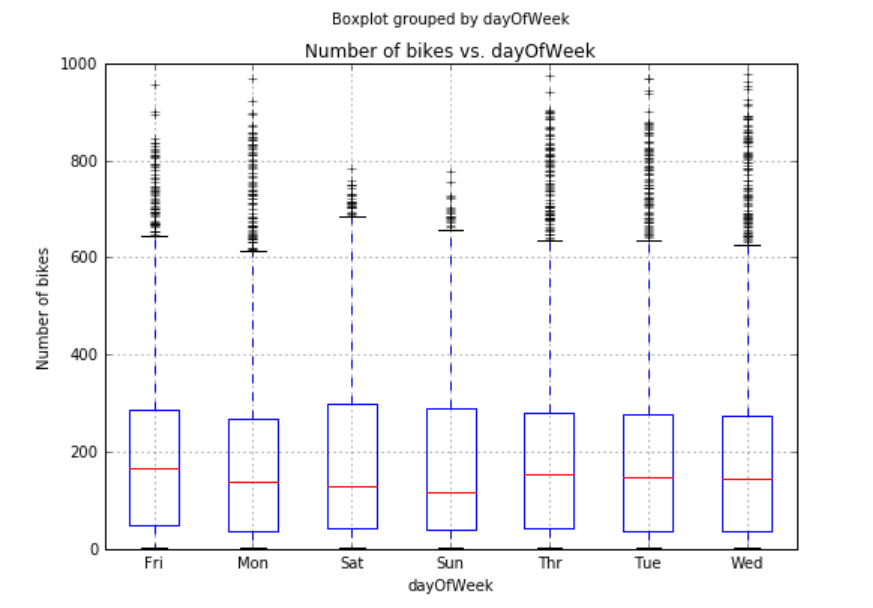 Boxplot grouped by dayOfWeek
Number of bikes vs. dayOfWeek
1000
800
600
400
200
0
Number of bikes
Fri Mon Sat Sun Thr Tue Wed
dayOfWeek